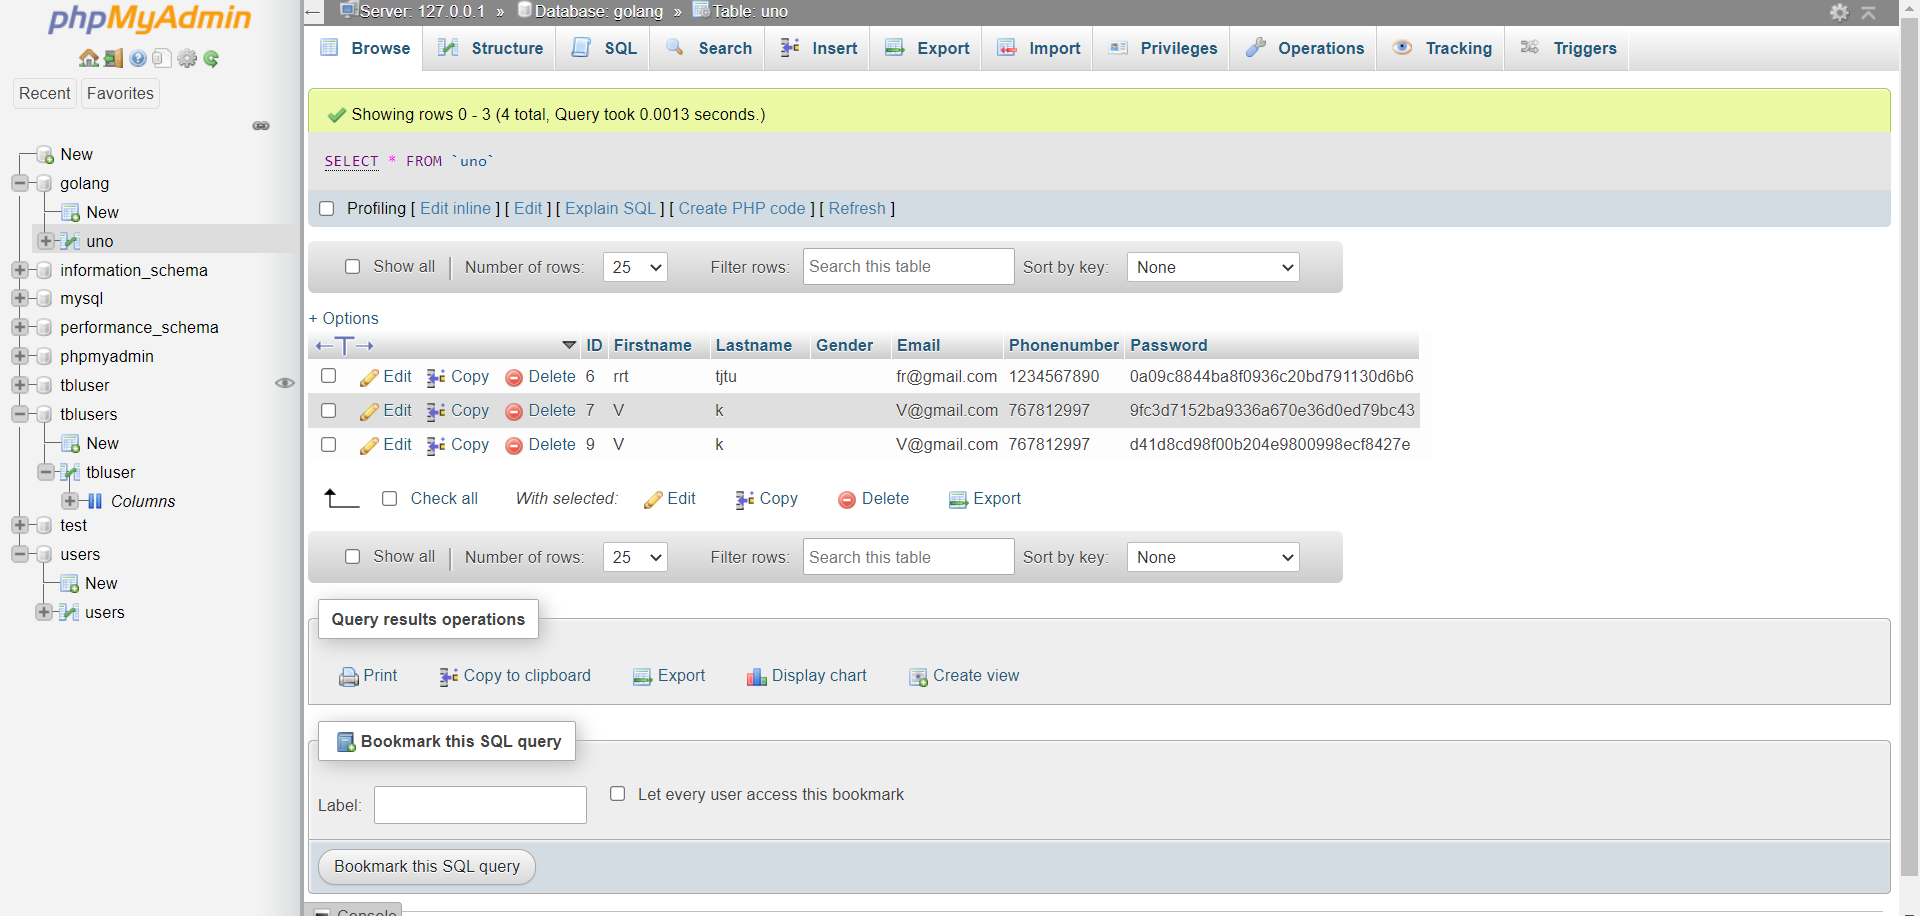 phpMyAdmin
Recent Favorites
New
golang
New
uno
information_schema
mysql
performance_schema
phpmyadmin
tbluser
tblusers
New
tbluser
Columns
test
users
New
users
Server: 127.0.0.1 » Database: golang » Table: uno
Browse Structure SQL Search Insert Export Import Privileges Operations Tracking Triggers
Showing rows 0 - 3 (4 total, Query took 0.0013 seconds.)
SELECT * FROM `uno`
Profiling [ Edit inline ] [ Edit ] [ Explain SQL ] [ Create PHP code ] [ Refresh ]
Show all Number of rows: 25 Filter rows: Search this table Sort by key: None
+ Options
←T→ ID Firstname Lastname Gender Email Phonenumber Password
Edit Copy Delete 6 rrt tjtu fr@gmail.com 1234567890 0a09c8844ba8f0936c20bd791130d6b6
Edit Copy Delete 7 V k V@gmail.com 767812997 9fc3d7152ba9336a670e36d0ed79bc43
Edit Copy Delete 9 V k V@gmail.com 767812997 d41d8cd98f00b204e9800998ecf8427e
Check all With selected: Edit Copy Delete Export
Show all Number of rows: 25 Filter rows: Search this table Sort by key: None
Query results operations
Print Copy to clipboard Export Display chart Create view
Bookmark this SQL query
Label: Let every user access this bookmark
Bookmark this SQL query
Console